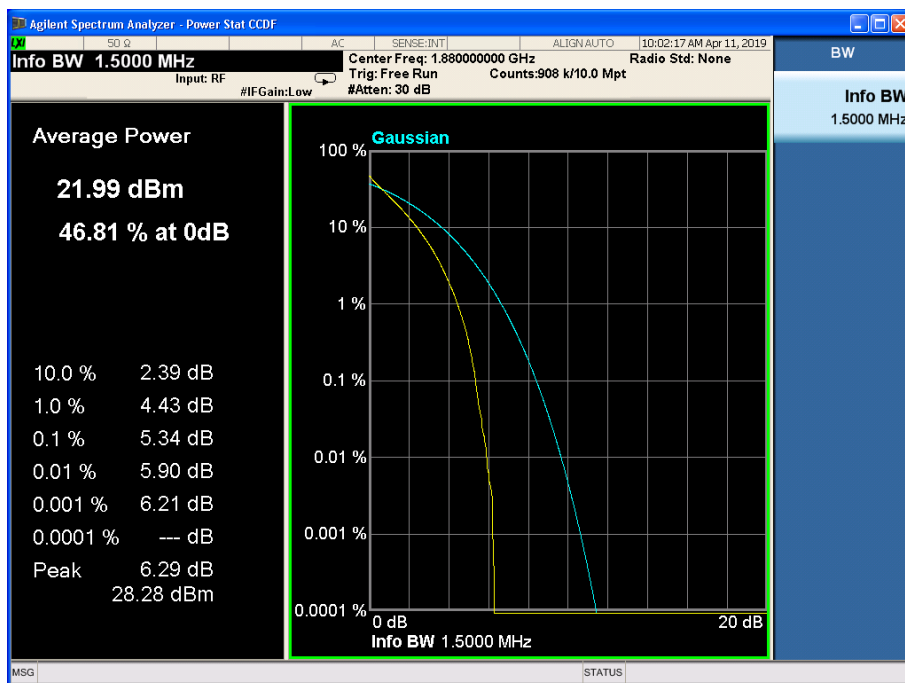 Agilent Spectrum Analyzer - Power Stat CCDF
LXI 50 Ω AC SENSE:INT ALIGN AUTO 10:02:17 AM Apr 11, 2019
Info BW 1.5000 MHz
Center Freq: 1.880000000 GHz Radio Std: None
Input: RF Trig: Free Run Counts:908 k/10.0 Mpt
#IFGain:Low #Atten: 30 dB
BW
Info BW
1.5000 MHz
Average Power
21.99 dBm
46.81 % at 0dB
10.0 % 2.39 dB
1.0 % 4.43 dB
0.1 % 5.34 dB
0.01 % 5.90 dB
0.001 % 6.21 dB
0.0001 % --- dB
Peak 6.29 dB
28.28 dBm
Gaussian
100 %
10 %
1 %
0.1 %
0.01 %
0.001 %
0.0001 %
0 dB 20 dB
Info BW 1.5000 MHz
MSG STATUS